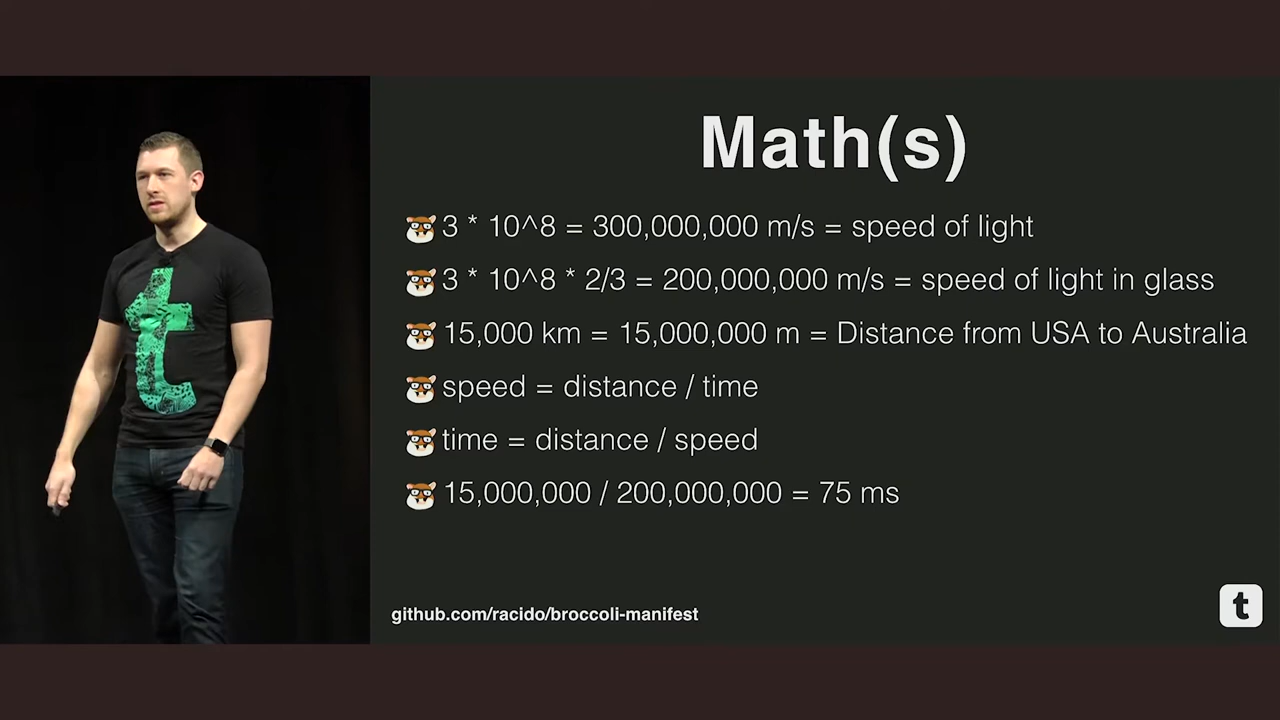 Math(s)
3 * 10^8 = 300,000,000 m/s = speed of light
3 * 10^8 * 2/3 = 200,000,000 m/s = speed of light in glass
15,000 km = 15,000,000 m = Distance from USA to Australia
speed = distance / time
time = distance / speed
15,000,000 / 200,000,000 = 75 ms
github.com/racido/broccoli-manifest
t
t